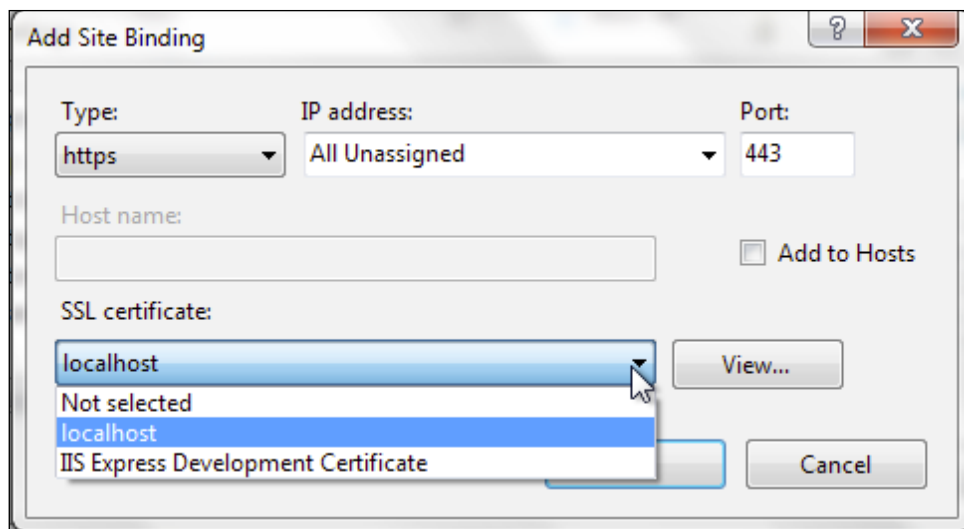 Add Site Binding
Type: IP address: Port:
https All Unassigned 443
Host name:
Add to Hosts
SSL certificate:
localhost View...
Not selected
localhost
IIS Express Development Certificate
Cancel